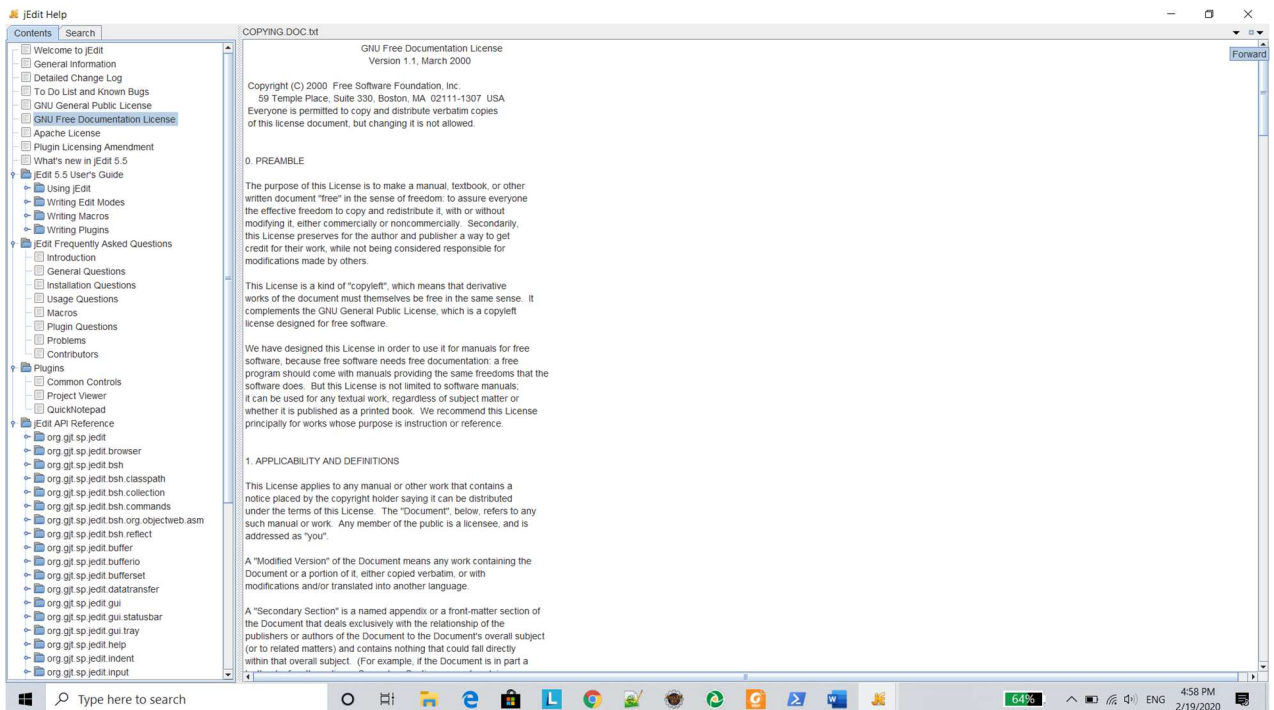 jEdit Help
Contents
Search
Welcome to jEdit
General Information
Detailed Change Log
To Do List and Known Bugs
GNU General Public License
GNU Free Documentation License
Apache License
Plugin Licensing Amendment
What's new in jEdit 5.5
jEdit 5.5 User's Guide
Using jEdit
Writing Edit Modes
Writing Macros
Writing Plugins
jEdit Frequently Asked Questions
Introduction
General Questions
Installation Questions
Usage Questions
Macros
Plugin Questions
Problems
Contributors
Plugins
Common Controls
Project Viewer
QuickNotepad
jEdit API Reference
org.gjt.sp.jedit
org.gjt.sp.jedit.browser
org.gjt.sp.jedit.bsh
org.gjt.sp.jedit.bsh.classpath
org.gjt.sp.jedit.bsh.collection
org.gjt.sp.jedit.bsh.commands
org.gjt.sp.jedit.bsh.org.objectweb.asm
org.gjt.sp.jedit.bsh.reflect
org.gjt.sp.jedit.buffer
org.gjt.sp.jedit.bufferio
org.gjt.sp.jedit.bufferset
org.gjt.sp.jedit.datatransfer
org.gjt.sp.jedit.gui
org.gjt.sp.jedit.gui.statusbar
org.gjt.sp.jedit.gui.tray
org.gjt.sp.jedit.help
org.gjt.sp.jedit.indent
org.gjt.sp.jedit.input
COPYING.DOC.txt
Forward
GNU Free Documentation License
Version 1.1, March 2000
Copyright (C) 2000 Free Software Foundation, Inc.
59 Temple Place, Suite 330, Boston, MA 02111-1307 USA
Everyone is permitted to copy and distribute verbatim copies
of this license document, but changing it is not allowed.
0. PREAMBLE
The purpose of this License is to make a manual, textbook, or other
written document "free" in the sense of freedom: to assure everyone
the effective freedom to copy and redistribute it, with or without
modifying it, either commercially or noncommercially. Secondarily,
this License preserves for the author and publisher a way to get
credit for their work, while not being considered responsible for
modifications made by others.
This License is a kind of "copyleft", which means that derivative
works of the document must themselves be free in the same sense. It
complements the GNU General Public License, which is a copyleft
license designed for free software.
We have designed this License in order to use it for manuals for free
software, because free software needs free documentation: a free
program should come with manuals providing the same freedoms that the
software does. But this License is not limited to software manuals;
it can be used for any textual work, regardless of subject matter or
whether it is published as a printed book. We recommend this License
principally for works whose purpose is instruction or reference.
1. APPLICABILITY AND DEFINITIONS
This License applies to any manual or other work that contains a
notice placed by the copyright holder saying it can be distributed
under the terms of this License. The "Document", below, refers to any
such manual or work. Any member of the public is a licensee, and is
addressed as "you".
A "Modified Version" of the Document means any work containing the
Document or a portion of it, either copied verbatim, or with
modifications and/or translated into another language.
A "Secondary Section" is a named appendix or a front-matter section of
the Document that deals exclusively with the relationship of the
publishers or authors of the Document to the Document's overall subject
(or to related matters) and contains nothing that could fall directly
within that overall subject. (For example, if the Document is in part a
Type here to search
64%
ENG
4:58 PM
2/19/2020